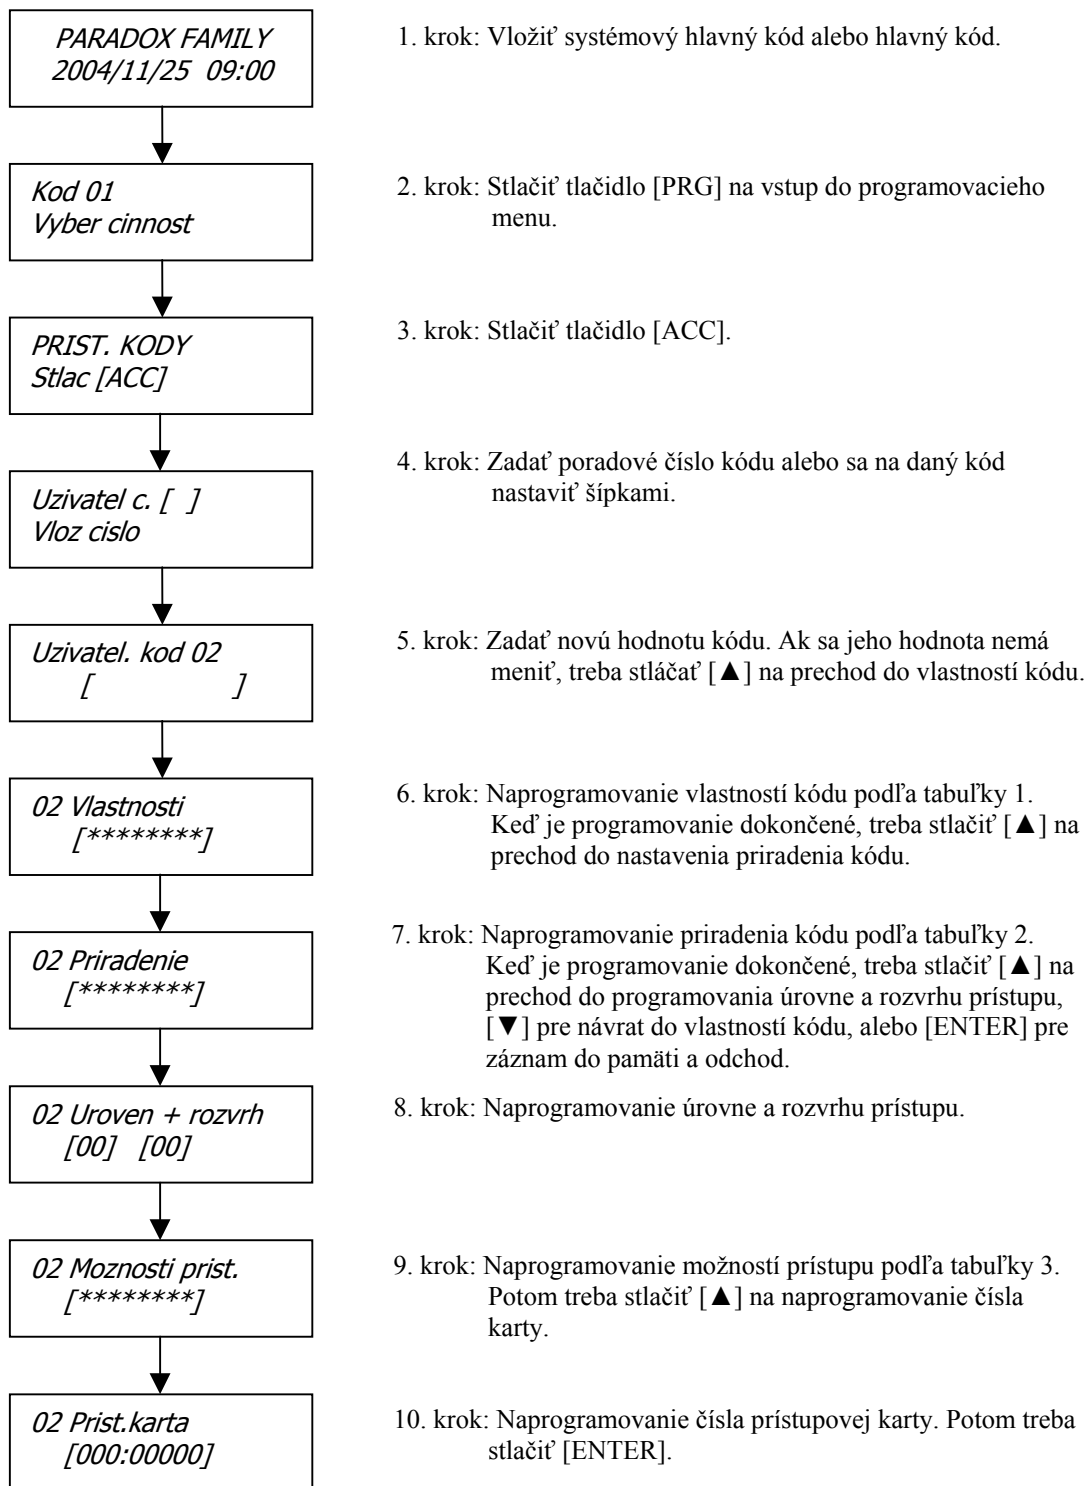 PARADOX FAMILY
2004/11/25 09:00
1. krok: Vložiť systémový hlavný kód alebo hlavný kód.
Kod 01
Vyber cinnost
2. krok: Stlačiť tlačidlo [PRG] na vstup do programovacieho
menu.
PRIST. KODY
Stlac [ACC]
3. krok: Stlačiť tlačidlo [ACC].
Uzivatel c. [ ]
Vloz cislo
4. krok: Zadať poradové číslo kódu alebo sa na daný kód
nastaviť šípkami.
Uzivatel. kod 02
[ ]
5. krok: Zadať novú hodnotu kódu. Ak sa jeho hodnota nemá
meniť, treba stláčať [▲] na prechod do vlastností kódu.
02 Vlastnosti
[********]
6. krok: Naprogramovanie vlastností kódu podľa tabuľky 1.
Keď je programovanie dokončené, treba stlačiť [▲] na
prechod do nastavenia priradenia kódu.
02 Priradenie
[********]
7. krok: Naprogramovanie priradenia kódu podľa tabuľky 2.
Keď je programovanie dokončené, treba stlačiť [▲] na
prechod do programovania úrovne a rozvrhu prístupu,
[▼] pre návrat do vlastností kódu, alebo [ENTER] pre
záznam do pamäti a odchod.
02 Uroven + rozvrh
[00] [00]
8. krok: Naprogramovanie úrovne a rozvrhu prístupu.
02 Moznosti prist.
[********]
9. krok: Naprogramovanie možností prístupu podľa tabuľky 3.
Potom treba stlačiť [▲] na naprogramovanie čísla
karty.
02 Prist.karta
[000:00000]
10. krok: Naprogramovanie čísla prístupovej karty. Potom treba
stlačiť [ENTER].